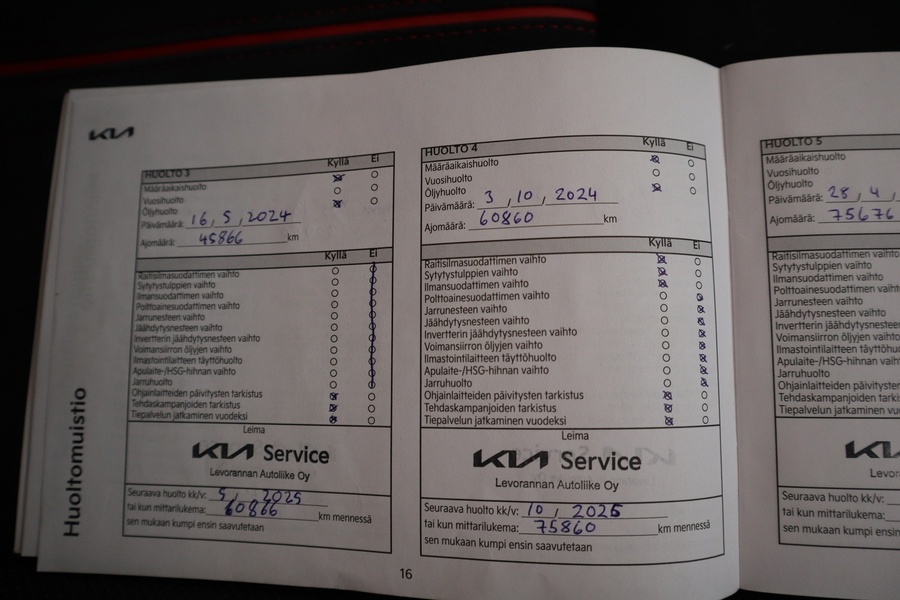 KIA
Huoltomuistio
HUOLTO 3 Kyllä Ei
Määräaikaishuolto
Vuosihuolto
Öljyhuolto
Päivämäärä: 16, 5, 2024
Ajomäärä: 45866 km
Kyllä Ei
Raitisilmasuodattimen vaihto
Sytytystulppien vaihto
Ilmansuodattimen vaihto
Polttoainesuodattimen vaihto
Jarrunesteen vaihto
Jäähdytysnesteen vaihto
Invertterin jäähdytysnesteen vaihto
Voimansiirron öljyjen vaihto
Ilmastointilaitteen täyttöhuolto
Apulaite-/HSG-hihnan vaihto
Jarruhuolto
Ohjainlaitteiden päivitysten tarkistus
Tehdaskampanjoiden tarkistus
Tiepalvelun jatkaminen vuodeksi
Leima
KIA Service
Levorannan Autoliike Oy
Seuraava huolto kk/v: 5, 2025
tai kun mittarilukema: 60866 km mennessä
sen mukaan kumpi ensin saavutetaan
HUOLTO 4 Kyllä Ei
Määräaikaishuolto
Vuosihuolto
Öljyhuolto
Päivämäärä: 3, 10, 2024
Ajomäärä: 60860 km
Kyllä Ei
Raitisilmasuodattimen vaihto
Sytytystulppien vaihto
Ilmansuodattimen vaihto
Polttoainesuodattimen vaihto
Jarrunesteen vaihto
Jäähdytysnesteen vaihto
Invertterin jäähdytysnesteen vaihto
Voimansiirron öljyjen vaihto
Ilmastointilaitteen täyttöhuolto
Apulaite-/HSG-hihnan vaihto
Jarruhuolto
Ohjainlaitteiden päivitysten tarkistus
Tehdaskampanjoiden tarkistus
Tiepalvelun jatkaminen vuodeksi
Leima
KIA Service
Levorannan Autoliike Oy
Seuraava huolto kk/v: 10, 2025
tai kun mittarilukema: 75860 km mennessä
sen mukaan kumpi ensin saavutetaan
16
HUOLTO 5
Määräaikaishuolto
Vuosihuolto
Öljyhuolto
Päivämäärä: 28, 4,
Ajomäärä: 75676
Raitisilmasuodattimen
Sytytystulppien vaihto
Ilmansuodattimen vaihto
Polttoainesuodattimen
Jarrunesteen vaihto
Jäähdytysnesteen vaihto
Invertterin
Voimansiirron
Ilmastointilaitteen
Apulaite-/HSG-hihnan
Jarruhuolto
Ohjainlaitteiden
Tehdaskampanjoiden
Tiepalvelun
Seuraava huolto kk/v:
tai kun mittarilukema:
sen mukaan kumpi ensin